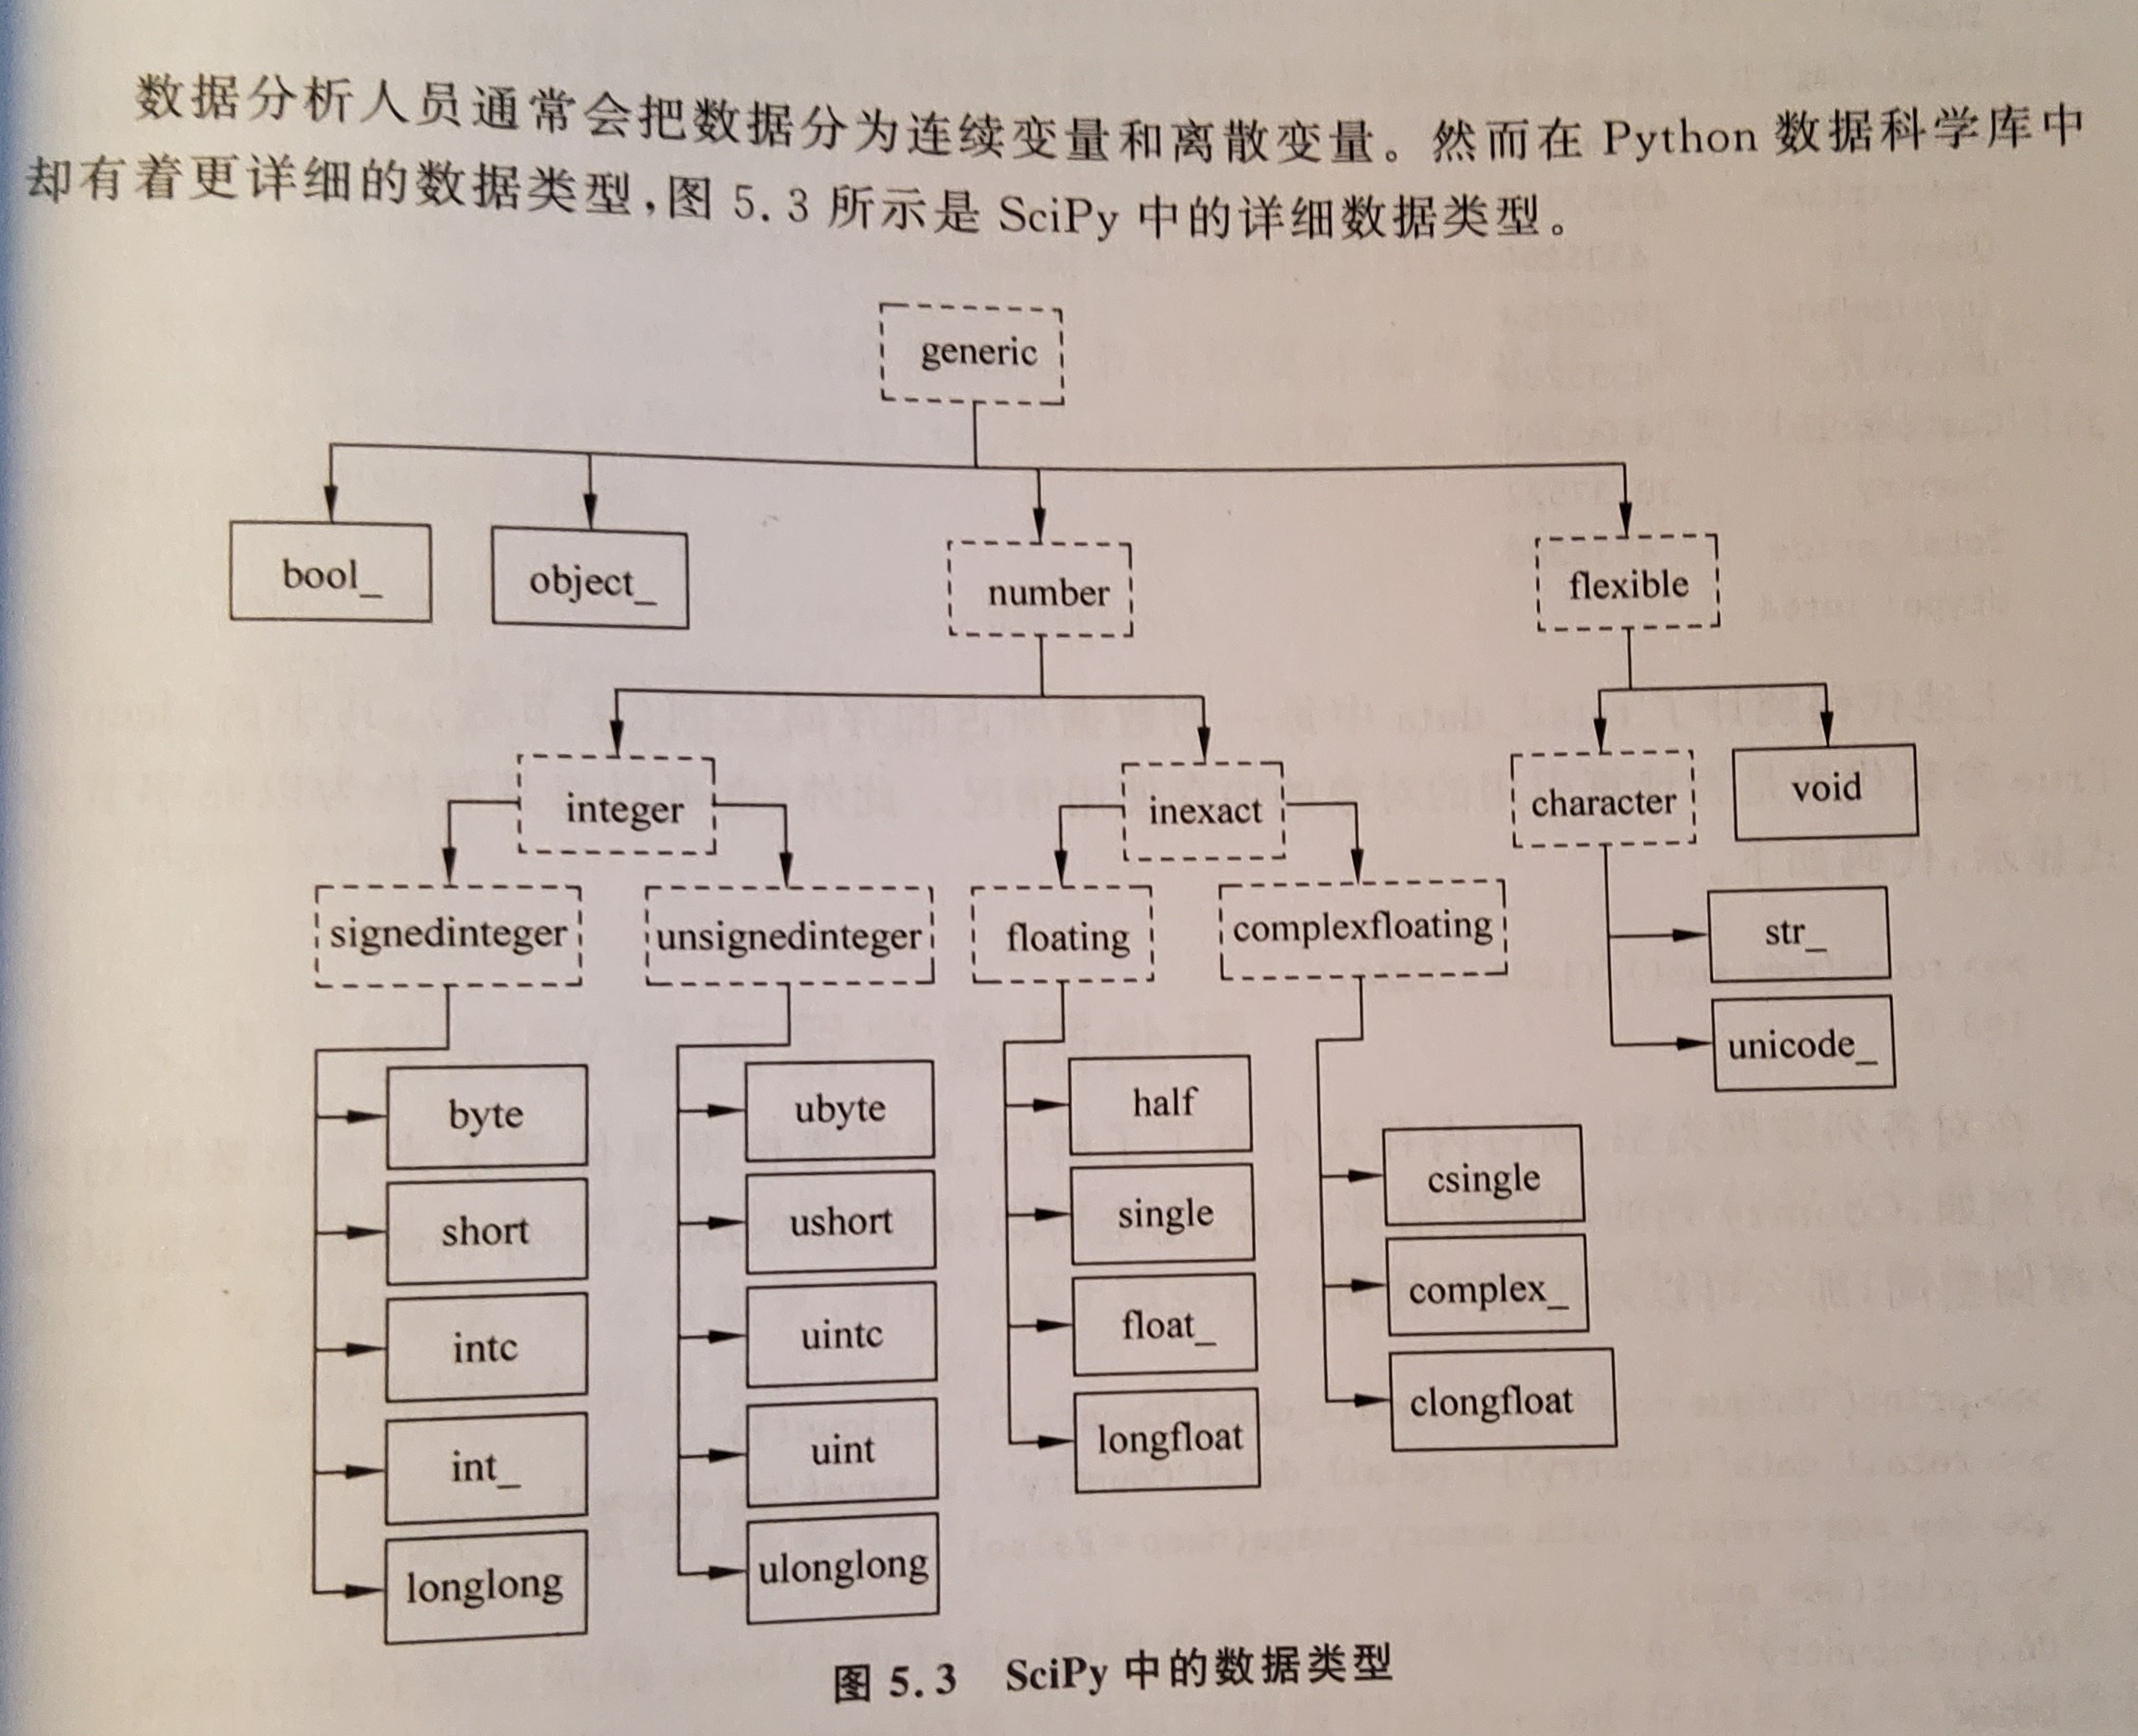 数据分析人员通常会把数据分为连续变量和离散变量。然而在 Python 数据科学库中
却有着更详细的数据类型,图 5.3 所示是 SciPy 中的详细数据类型。
generic
bool_
object_
number
flexible
integer
inexact
character
void
signedinteger
unsignedinteger
floating
complexfloating
str_
unicode_
byte
short
intc
int_
longlong
ubyte
ushort
uintc
uint
ulonglong
half
single
float_
longfloat
csingle
complex_
clongfloat
图 5.3 SciPy 中的数据类型